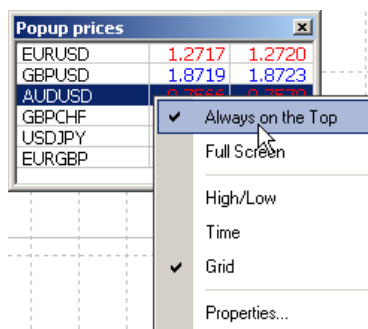 Popup prices
EURUSD 1.2717 1.2720
GBPUSD 1.8719 1.8723
AUDUSD
GBPCHF
USDJPY
EURGBP
Always on the Top
Full Screen
High/Low
Time
Grid
Properties...